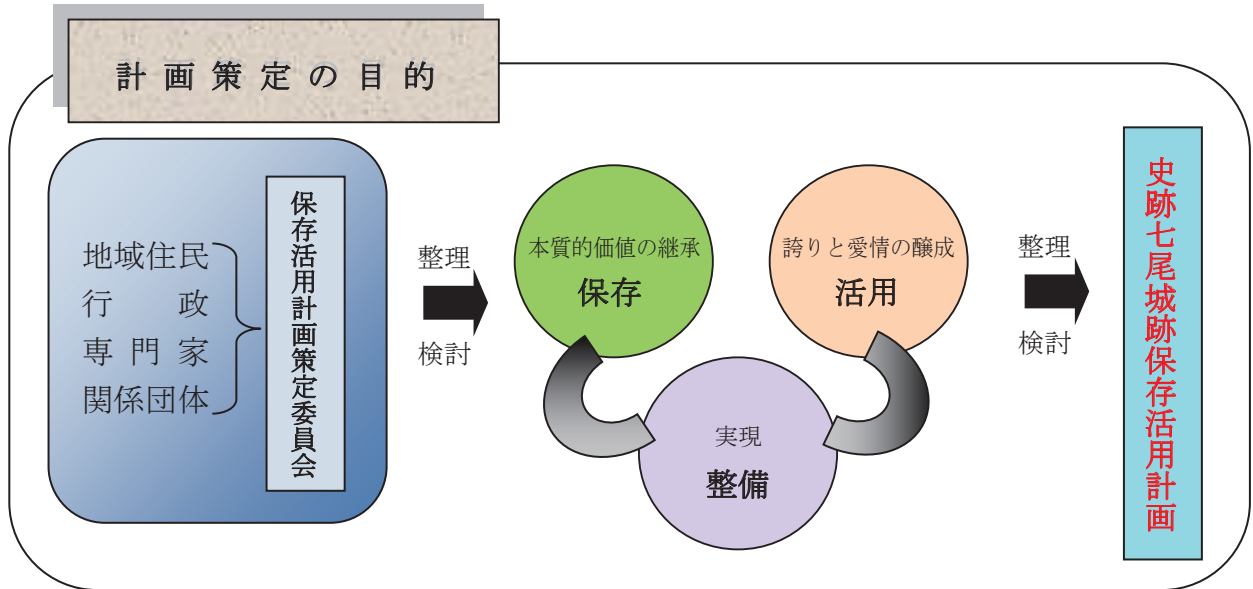 計画策定の目的
地域住民
行政
専門家
関係団体
保存活用計画策定委員会
整理
検討
本質的価値の継承
保存
誇りと愛情の醸成
活用
実現
整備
整理
検討
史跡七尾城跡保存活用計画